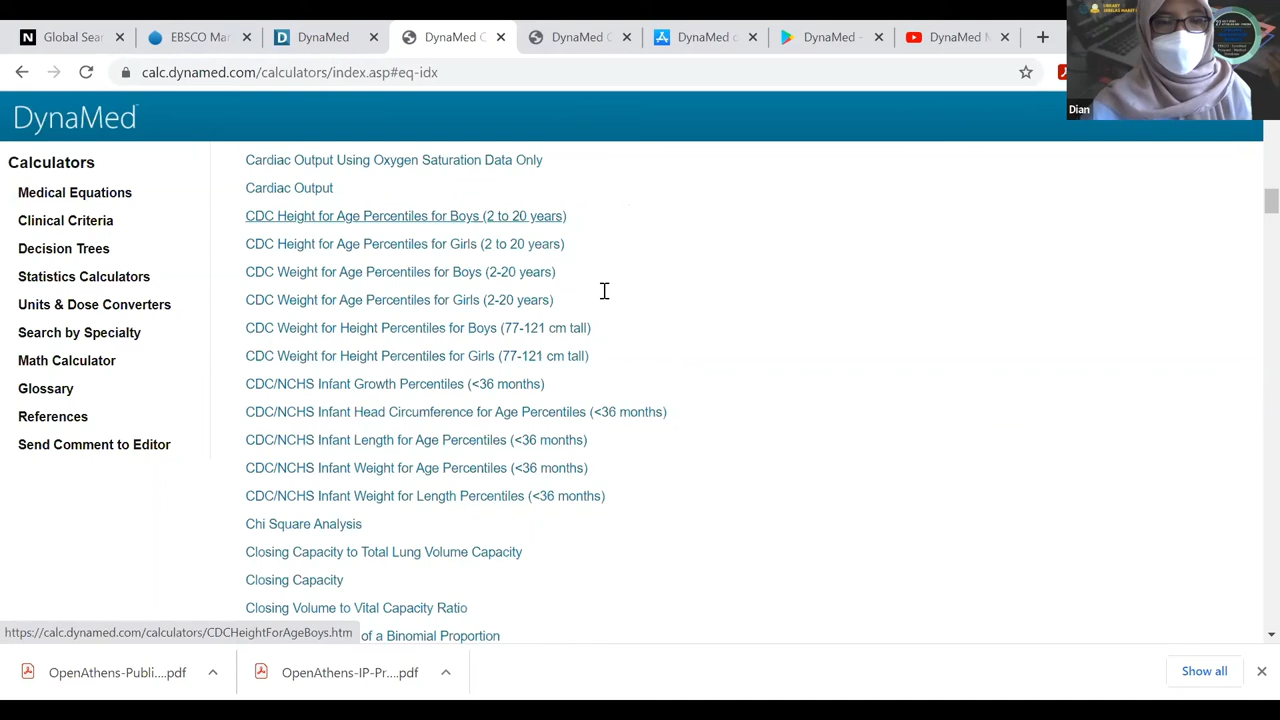 Global Sear
EBSCO Mar
DynaMed
DynaMed C
DynaMed C
DynaMed c
DynaMed -
DynaMed M
calc.dynamed.com/calculators/index.asp#eq-idx
Dian
DynaMed
Calculators
Medical Equations
Clinical Criteria
Decision Trees
Statistics Calculators
Units & Dose Converters
Search by Specialty
Math Calculator
Glossary
References
Send Comment to Editor
Cardiac Output Using Oxygen Saturation Data Only
Cardiac Output
CDC Height for Age Percentiles for Boys (2 to 20 years)
CDC Height for Age Percentiles for Girls (2 to 20 years)
CDC Weight for Age Percentiles for Boys (2-20 years)
CDC Weight for Age Percentiles for Girls (2-20 years)
CDC Weight for Height Percentiles for Boys (77-121 cm tall)
CDC Weight for Height Percentiles for Girls (77-121 cm tall)
CDC/NCHS Infant Growth Percentiles (<36 months)
CDC/NCHS Infant Head Circumference for Age Percentiles (<36 months)
CDC/NCHS Infant Length for Age Percentiles (<36 months)
CDC/NCHS Infant Weight for Age Percentiles (<36 months)
CDC/NCHS Infant Weight for Length Percentiles (<36 months)
Chi Square Analysis
Closing Capacity to Total Lung Volume Capacity
Closing Capacity
Closing Volume to Vital Capacity Ratio
of a Binomial Proportion
https://calc.dynamed.com/calculators/CDCHeightForAgeBoys.htm
OpenAthens-Publi....pdf
OpenAthens-IP-Pr....pdf
Show all